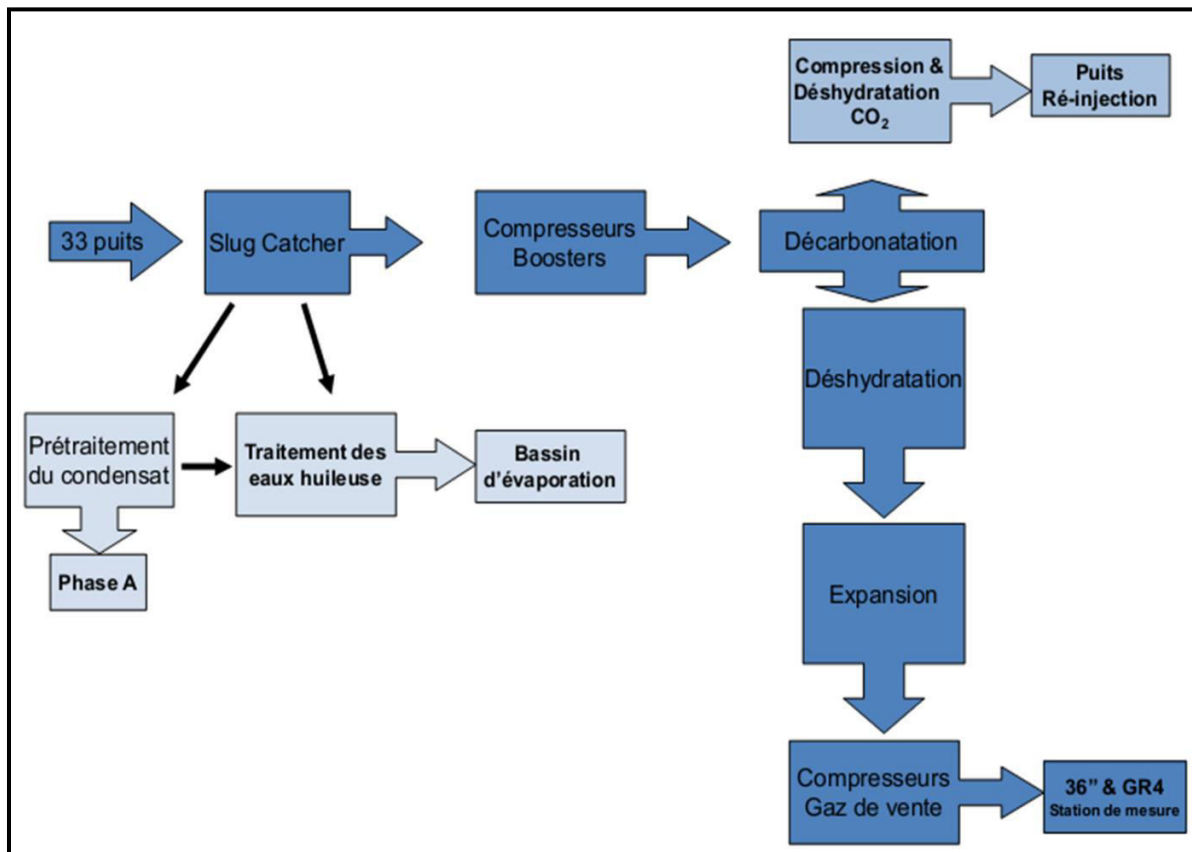 Compression &
Déshydratation
CO₂
Puits
Ré-injection
33 puits
Slug Catcher
Compresseurs
Boosters
Décarbonatation
Déshydratation
Prétraitement
du condensat
Traitement des
eaux huileuse
Bassin
d'évaporation
Phase A
Expansion
Compresseurs
Gaz de vente
36" & GR4
Station de mesure